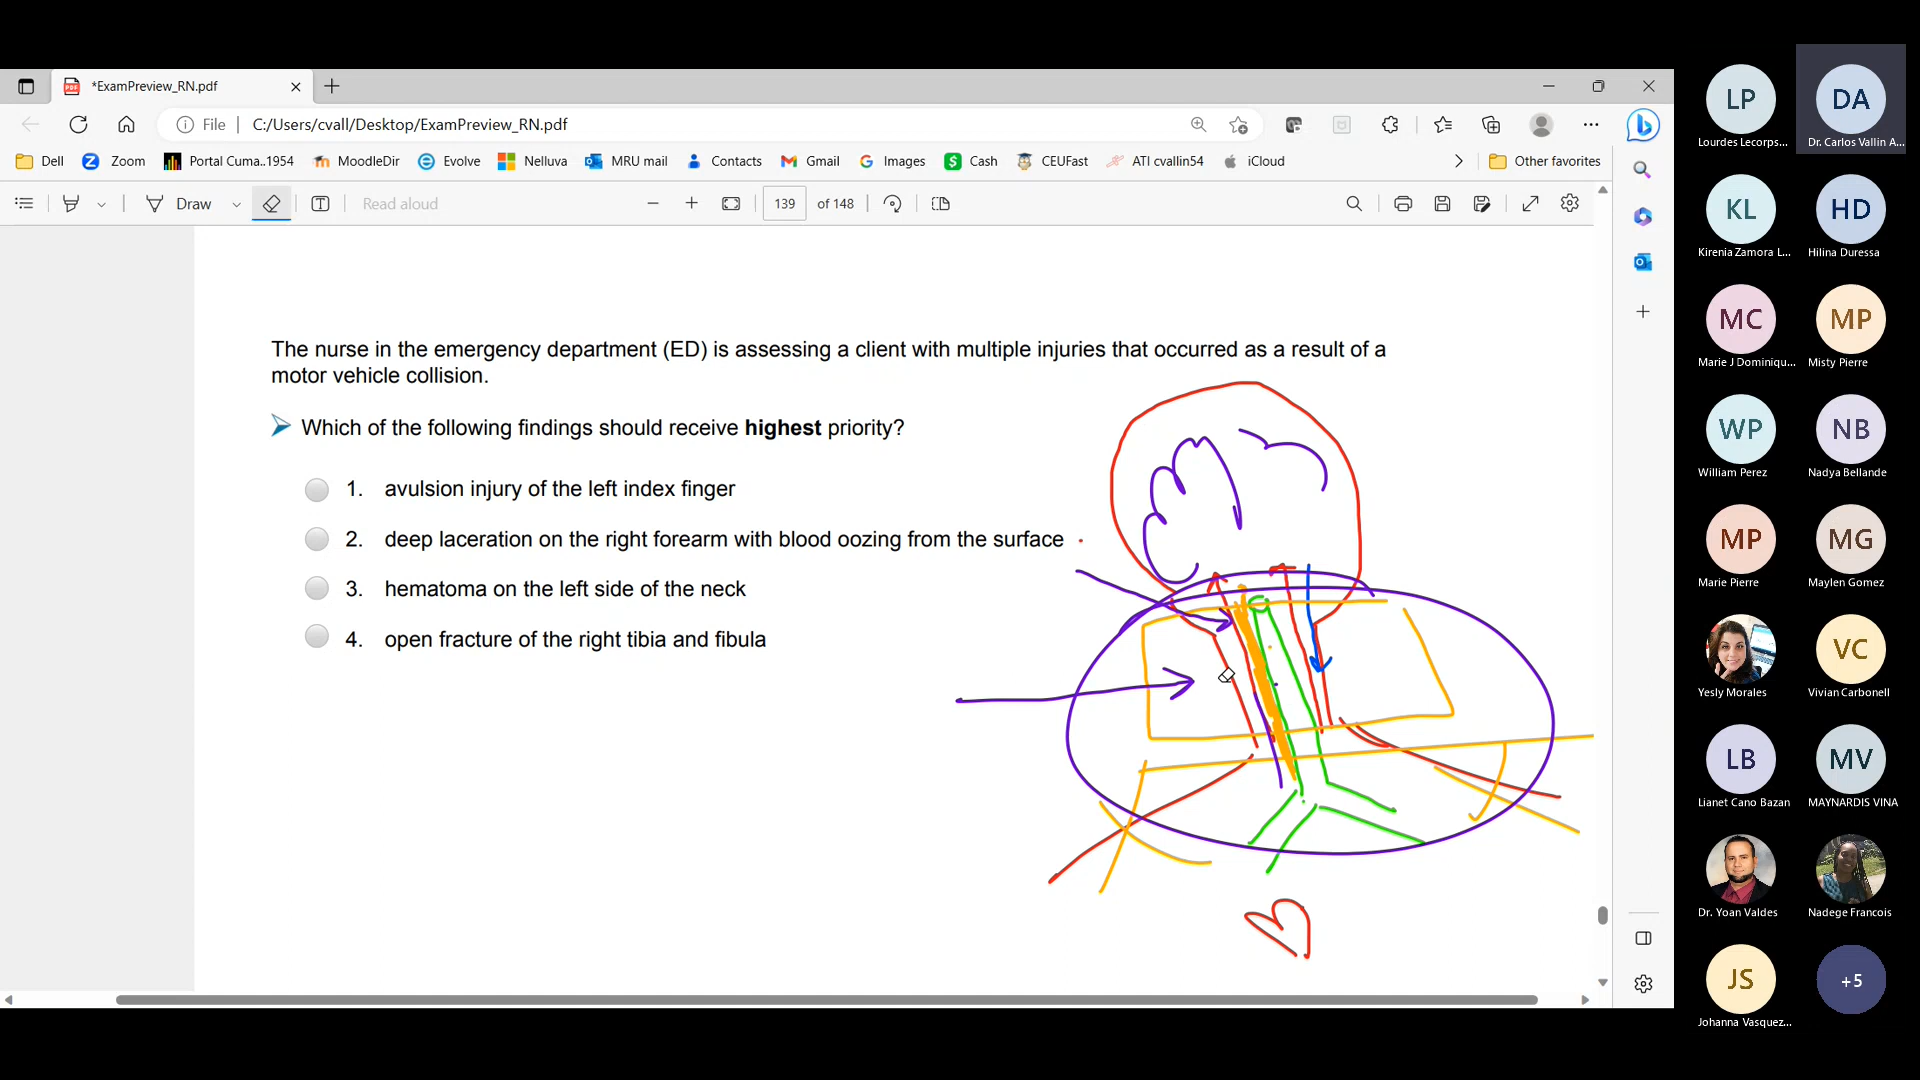 *ExamPreview_RN.pdf
File
C:/Users/cvall/Desktop/ExamPreview_RN.pdf
Dell
Zoom
Portal Cuma..1954
MoodleDir
Evolve
Nelluva
MRU mail
Contacts
Gmail
Images
Cash
CEUFast
ATI cvallin54
iCloud
Other favorites
Draw
Read aloud
139
of 148
The nurse in the emergency department (ED) is assessing a client with multiple injuries that occurred as a result of a
motor vehicle collision.
Which of the following findings should receive highest priority?
1. avulsion injury of the left index finger
2. deep laceration on the right forearm with blood oozing from the surface
3. hematoma on the left side of the neck
4. open fracture of the right tibia and fibula
LP
Lourdes Lecorps...
DA
Dr. Carlos Vallin A...
KL
Kirenia Zamora L...
HD
Hilina Duressa
MC
Marie J Dominiqu...
MP
Misty Pierre
WP
William Perez
NB
Nadya Bellande
MP
Marie Pierre
MG
Maylen Gomez
Yesly Morales
VC
Vivian Carbonell
LB
Lianet Cano Bazan
MV
MAYNARDIS VINA
Dr. Yoan Valdes
Nadege Francois
JS
Johanna Vasquez...
+5